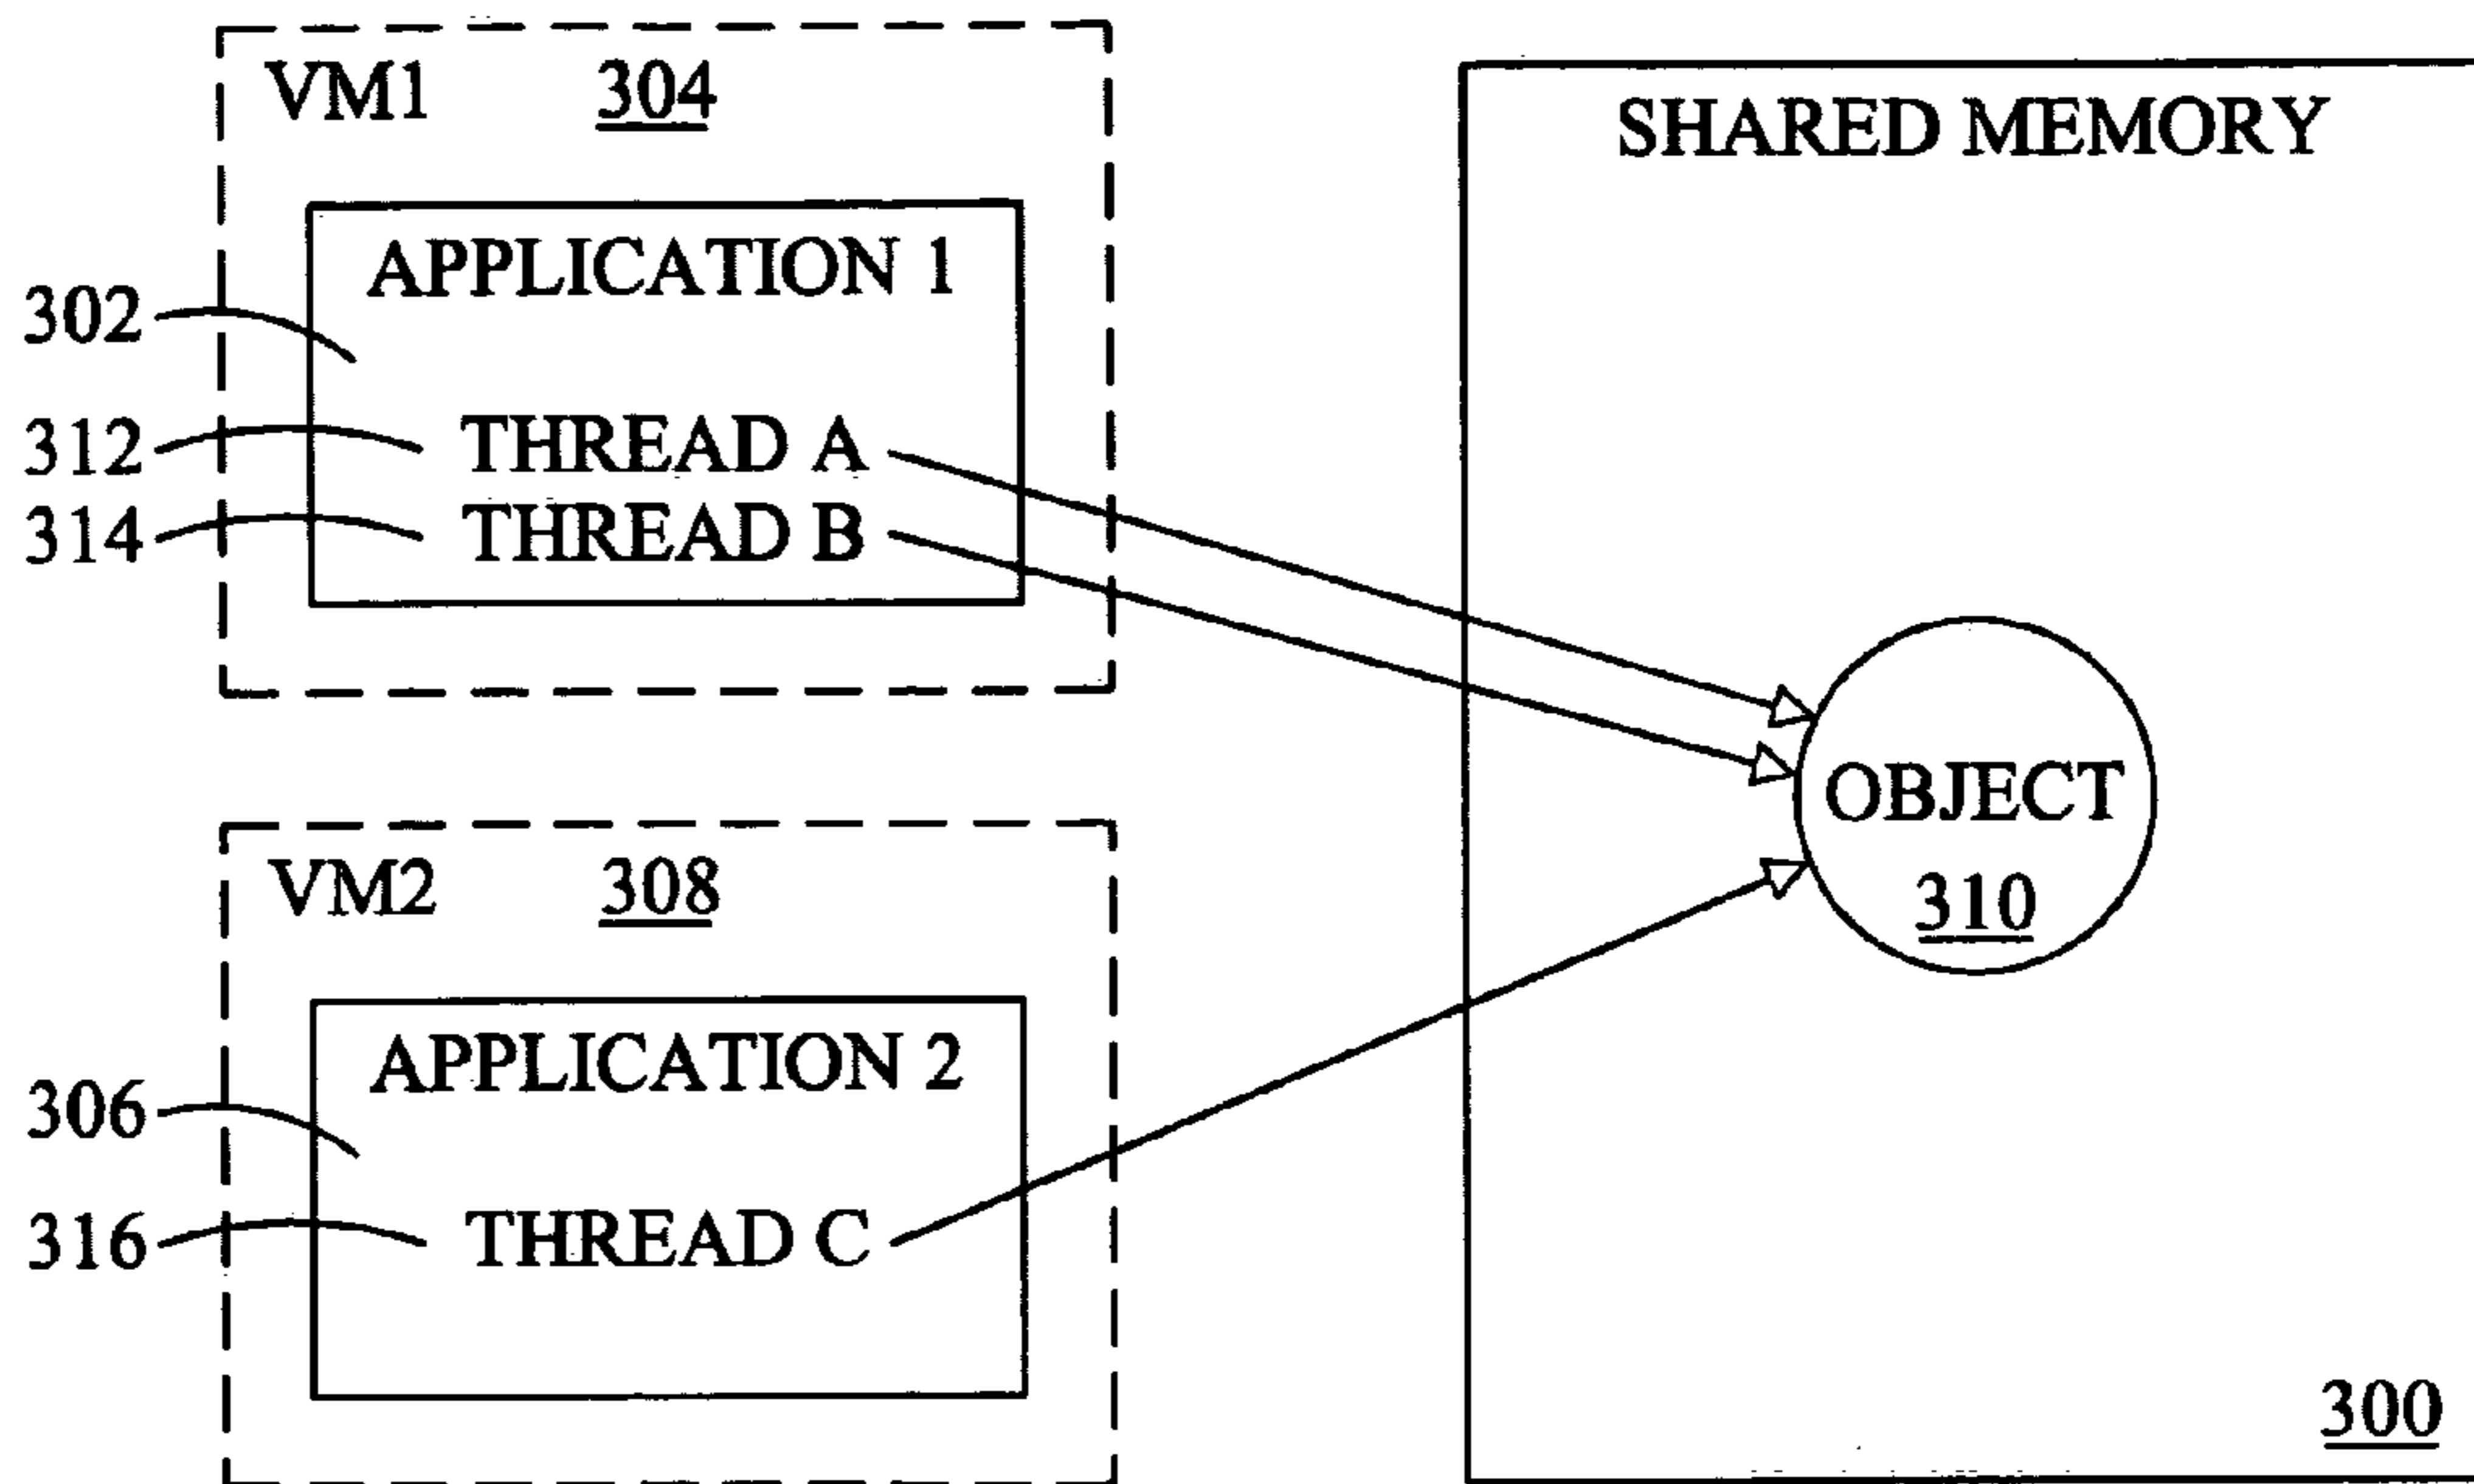 VM1 304
APPLICATION 1
302
312 THREAD A
314 THREAD B
VM2 308
APPLICATION 2
306
316 THREAD C
SHARED MEMORY
OBJECT
310
300